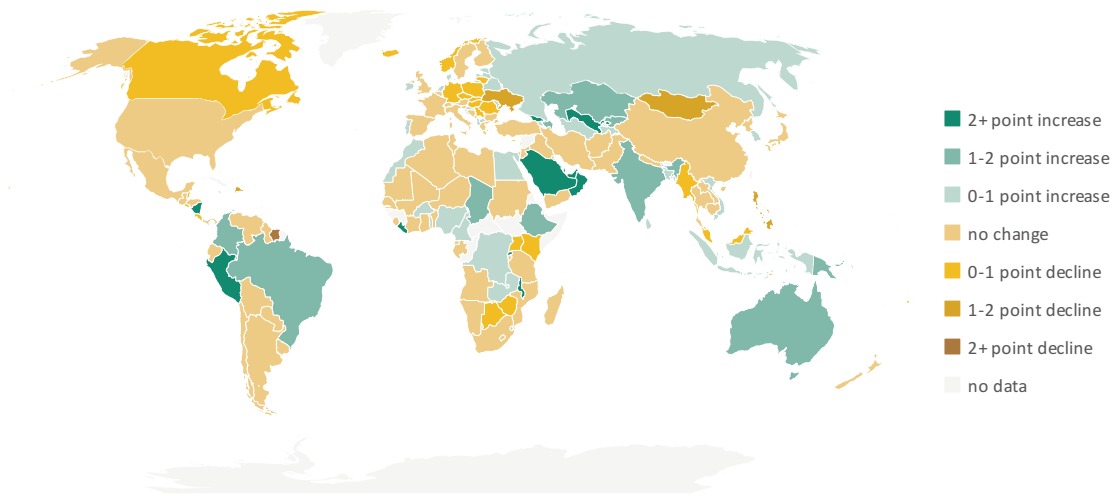 2+ point increase
1-2 point increase
0-1 point increase
no change
0-1 point decline
1-2 point decline
2+ point decline
no data